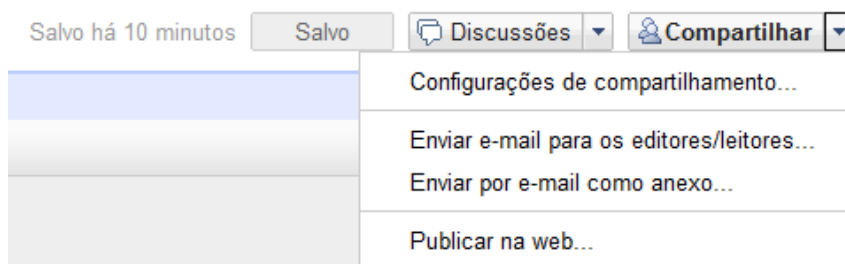 Salvo há 10 minutos Salvo Discussões Compartilhar
Configurações de compartilhamento...
Enviar e-mail para os editores/leitores...
Enviar por e-mail como anexo...
Publicar na web...